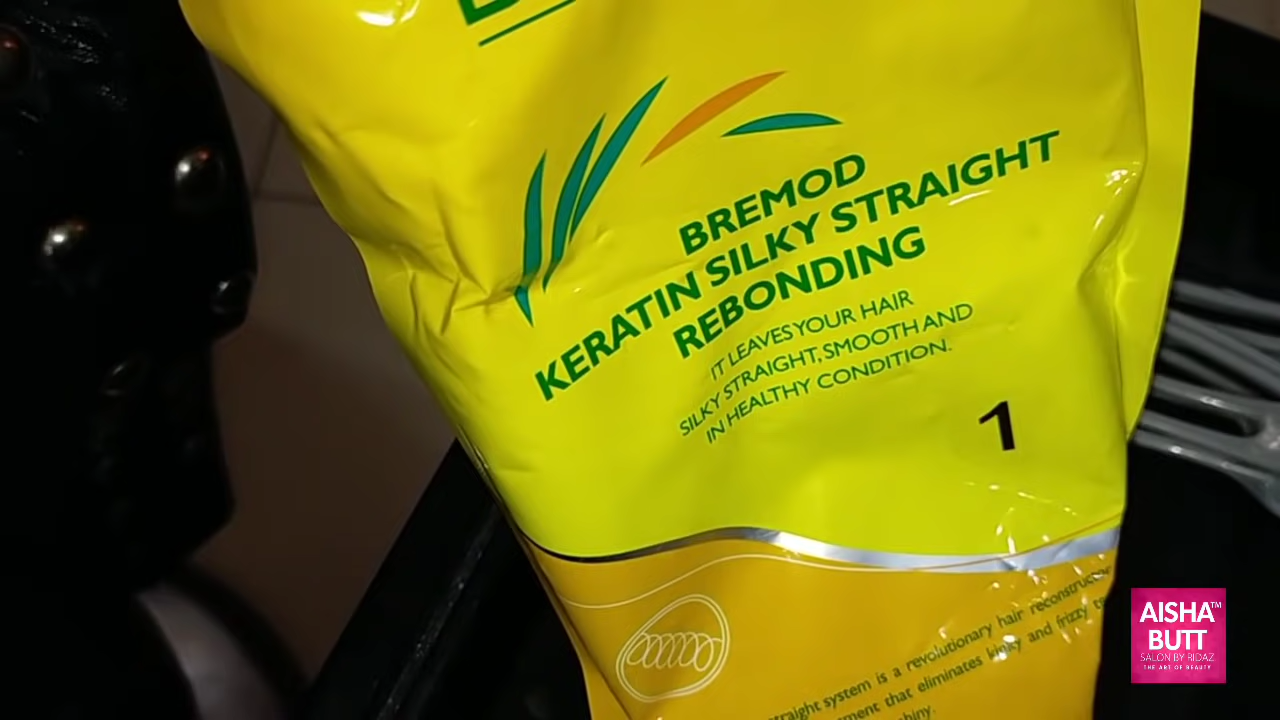 BREMOD
KERATIN SILKY STRAIGHT
REBONDING
IT LEAVES YOUR HAIR
SILKY STRAIGHT, SMOOTH AND
IN HEALTHY CONDITION.
1
straight system is a revolutionary hair reconstructor
that eliminates kinky and frizzy
AISHA™
BUTT
SALON BY RIDAZ
THE ART OF BEAUTY